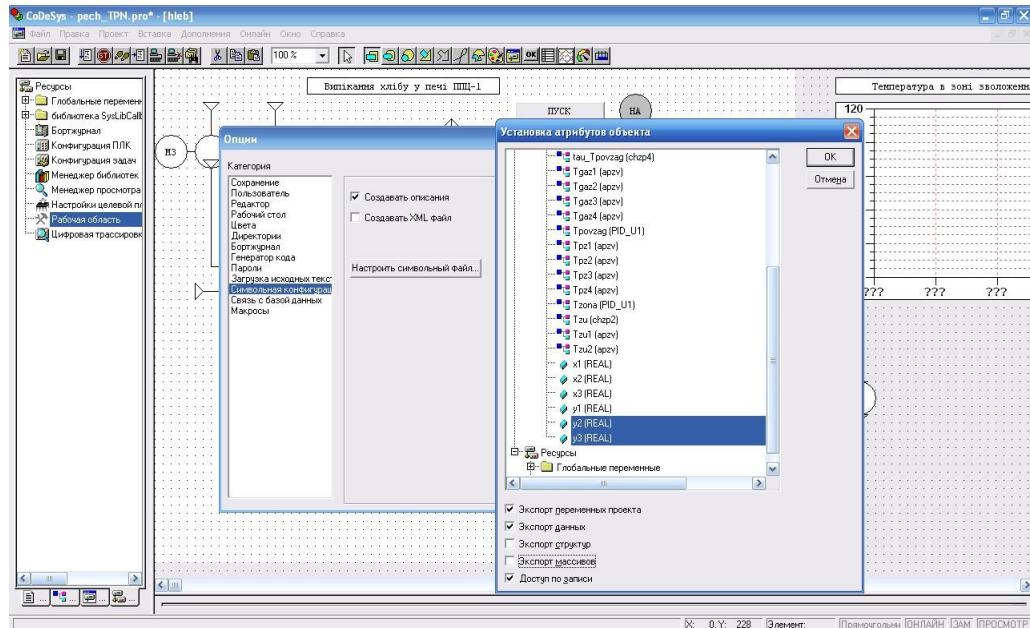 CoDeSys - pech_TPN.pro* - [hleb]
Файл Правка Проект Вставка Дополнения Онлайн Окно Справка
100 %
Ресурсы
Глобальные перемен
библиотека SysLibCallb
Бортжурнал
Конфигурация ПЛК
Конфигурация задач
Менеджер библиотек
Менеджер просмотра
Настройки целевой пл
Рабочая область
Цифровая трассировк
Випікання хлібу у печі ППЦ-1
ПУСК
НА
М3
Температура в зоні зволоженн
120
???
???
???
Опции
Категория
Сохранение
Пользователь
Редактор
Рабочий стол
Цвета
Директории
Бортжурнал
Генератор кода
Пароли
Загрузка исходных текст
Символьная конфигурац
Связь с базой данных
Макросы
Создавать описания
Создавать XML файл
Настроить символьный файл...
Установка атрибутов объекта
OK
Отмена
tau_Tpovzag (chzp4)
Tgaz1 (apzv)
Tgaz2 (apzv)
Tgaz3 (apzv)
Tgaz4 (apzv)
Tpovzag (PID_U1)
Tpz1 (apzv)
Tpz2 (apzv)
Tpz3 (apzv)
Tpz4 (apzv)
Tzona (PID_U1)
Tzu (chzp2)
Tzu1 (apzv)
Tzu2 (apzv)
x1 (REAL)
x2 (REAL)
x3 (REAL)
y1 (REAL)
y2 (REAL)
y3 (REAL)
Ресурсы
Глобальные переменные
Экспорт переменных проекта
Экспорт данных
Экспорт структур
Экспорт массивов
Доступ по записи
X: 0, Y: 228 Элемент: Прямоугольни ОНЛАЙН ЗАМ ПРОСМОТР